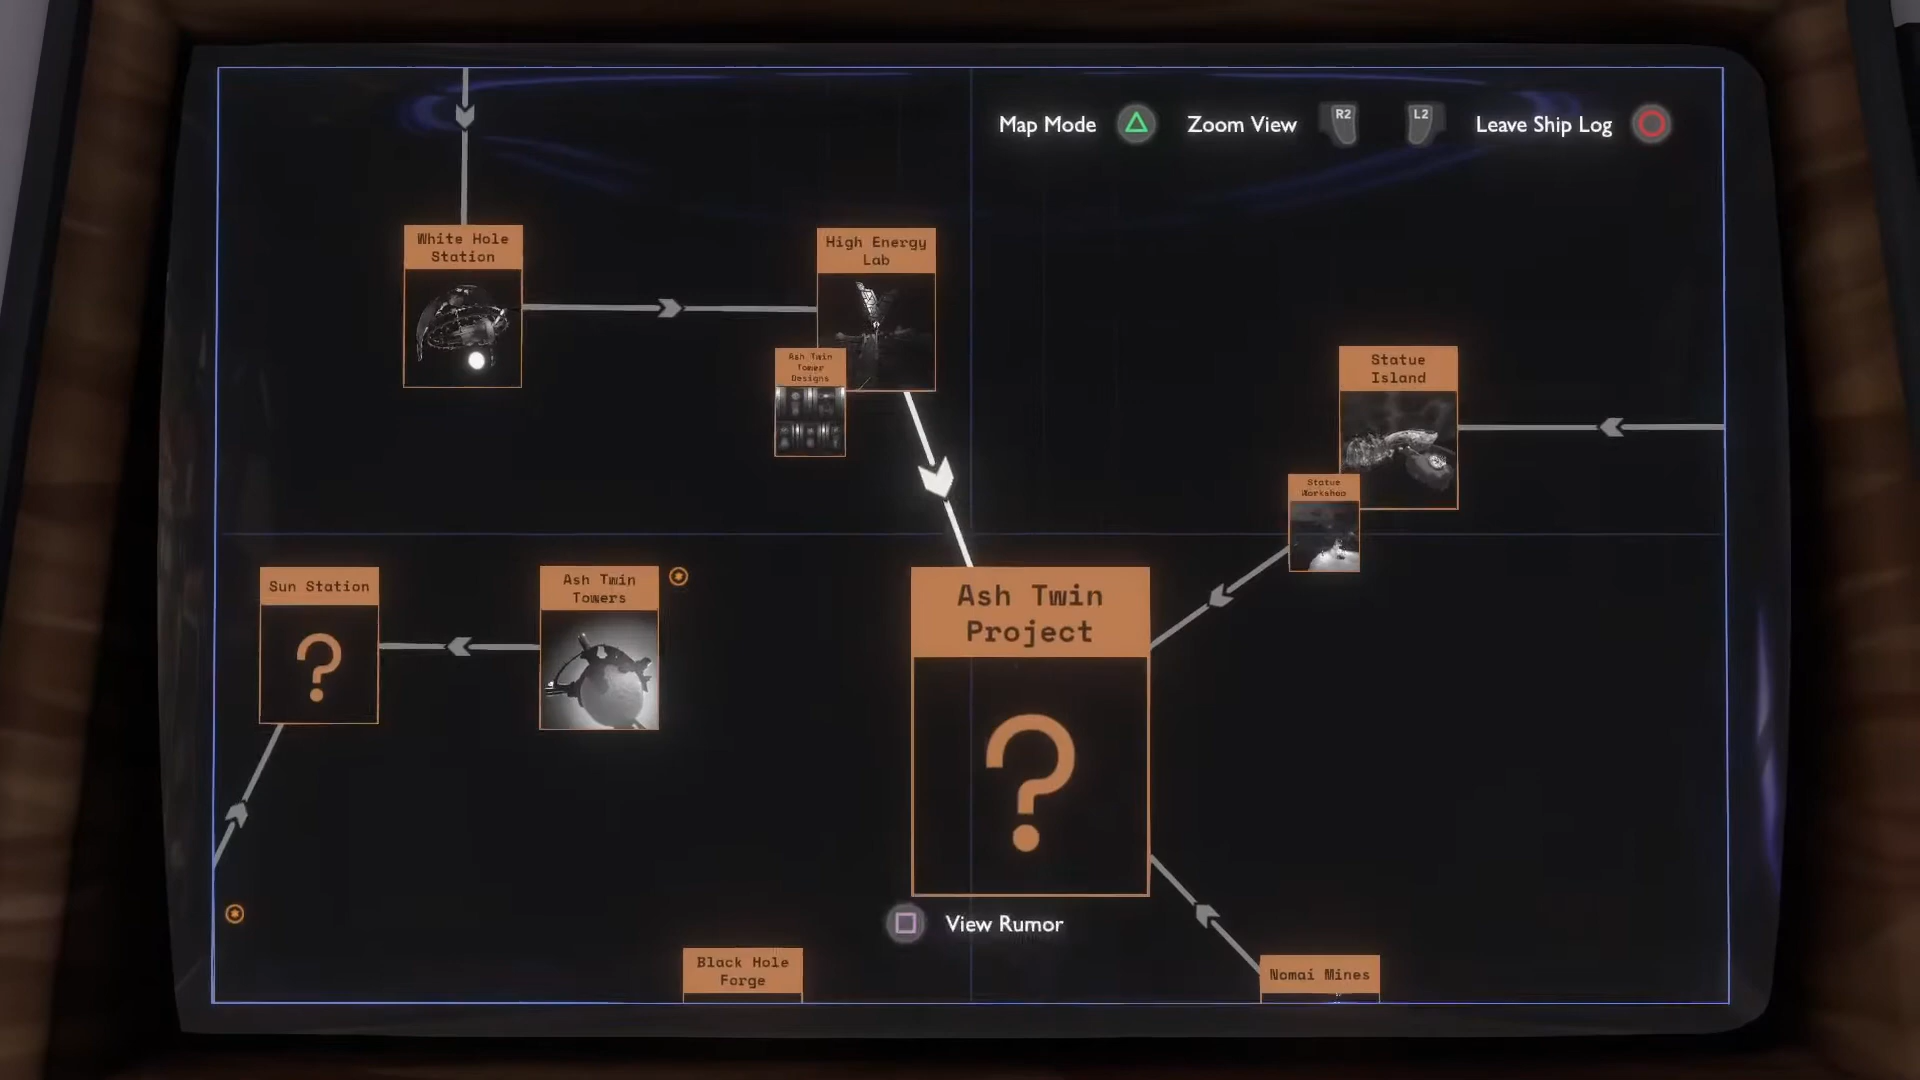 Map Mode
Zoom View
R2
L2
Leave Ship Log
White Hole
Station
High Energy
Lab
Ash Twin
Tower
Designs
Statue
Island
Statue
Workshop
Sun Station
Ash Twin
Towers
Ash Twin
Project
?
?
View Rumor
Black Hole
Forge
Nomai Mines